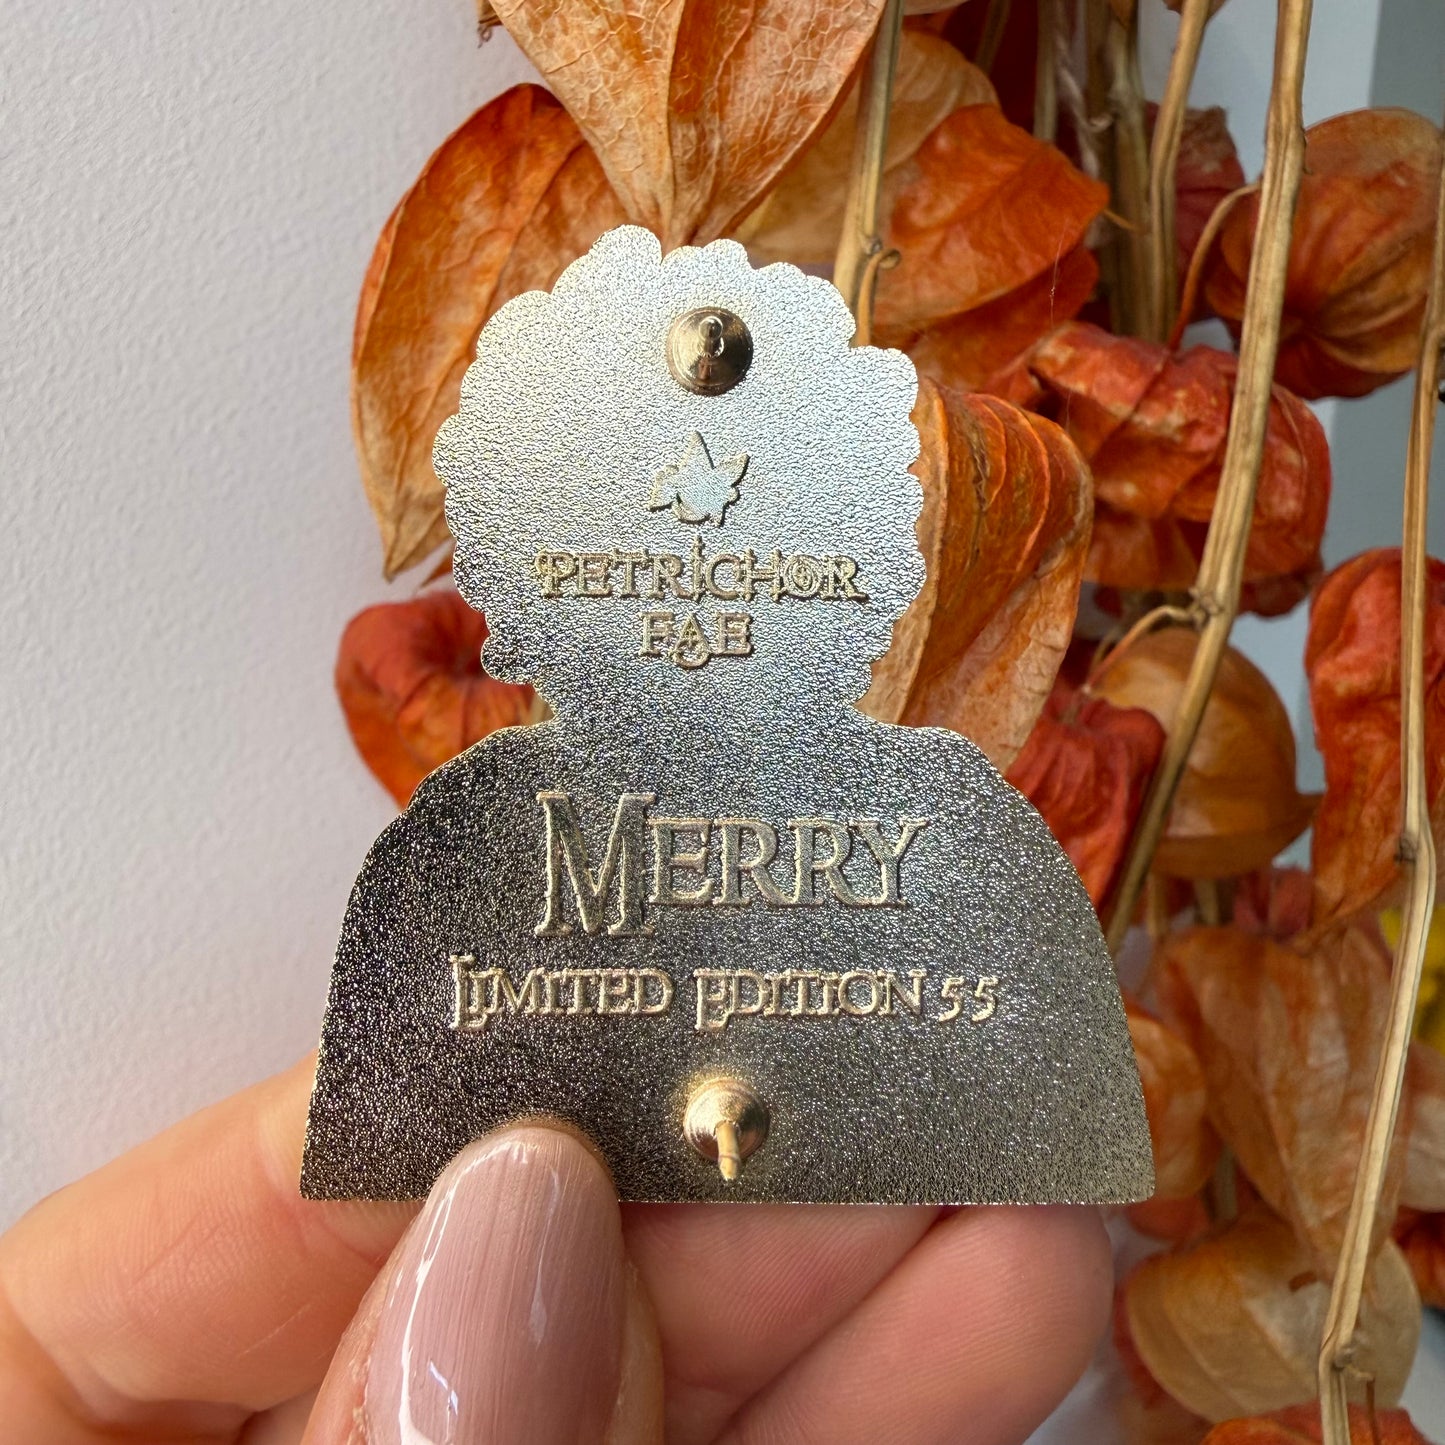 PETRICHOR
FAE
MERRY
LIMITED EDITION 55